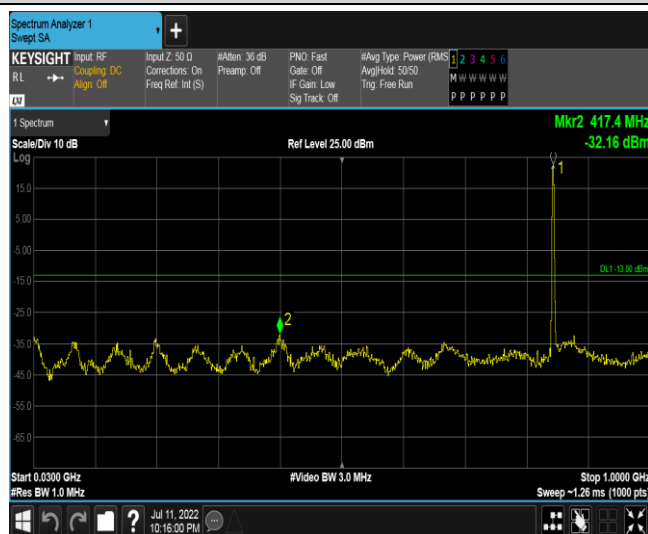 Spectrum Analyzer 1
Swept SA
+
KEYSIGHT
RL
LXI
Input: RF
Coupling: DC
Align: Off
Input Z: 50 Ω
Corrections: On
Freq Ref: Int (S)
#Atten: 36 dB
Preamp: Off
PNO: Fast
Gate: Off
IF Gain: Low
Sig Track: Off
#Avg Type: Power (RMS
Avg|Hold: 50/50
Trig: Free Run
1 2 3 4 5 6
M W W W W W
P P P P P P
1 Spectrum
Mkr2 417.4 MHz
-32.16 dBm
Scale/Div 10 dB
Ref Level 25.00 dBm
Log
1
15.0
5.00
-5.00
DL1 -13.00 dBm
-15.0
-25.0
2
-35.0
-45.0
-55.0
-65.0
Start 0.0300 GHz
#Video BW 3.0 MHz
Stop 1.0000 GHz
#Res BW 1.0 MHz
Sweep ~1.26 ms (1000 pts)
?
Jul 11, 2022
10:16:00 PM